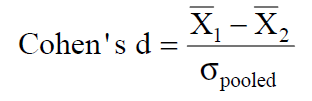 Cohen's d = (X̅₁ − X̅₂) / σ_pooled